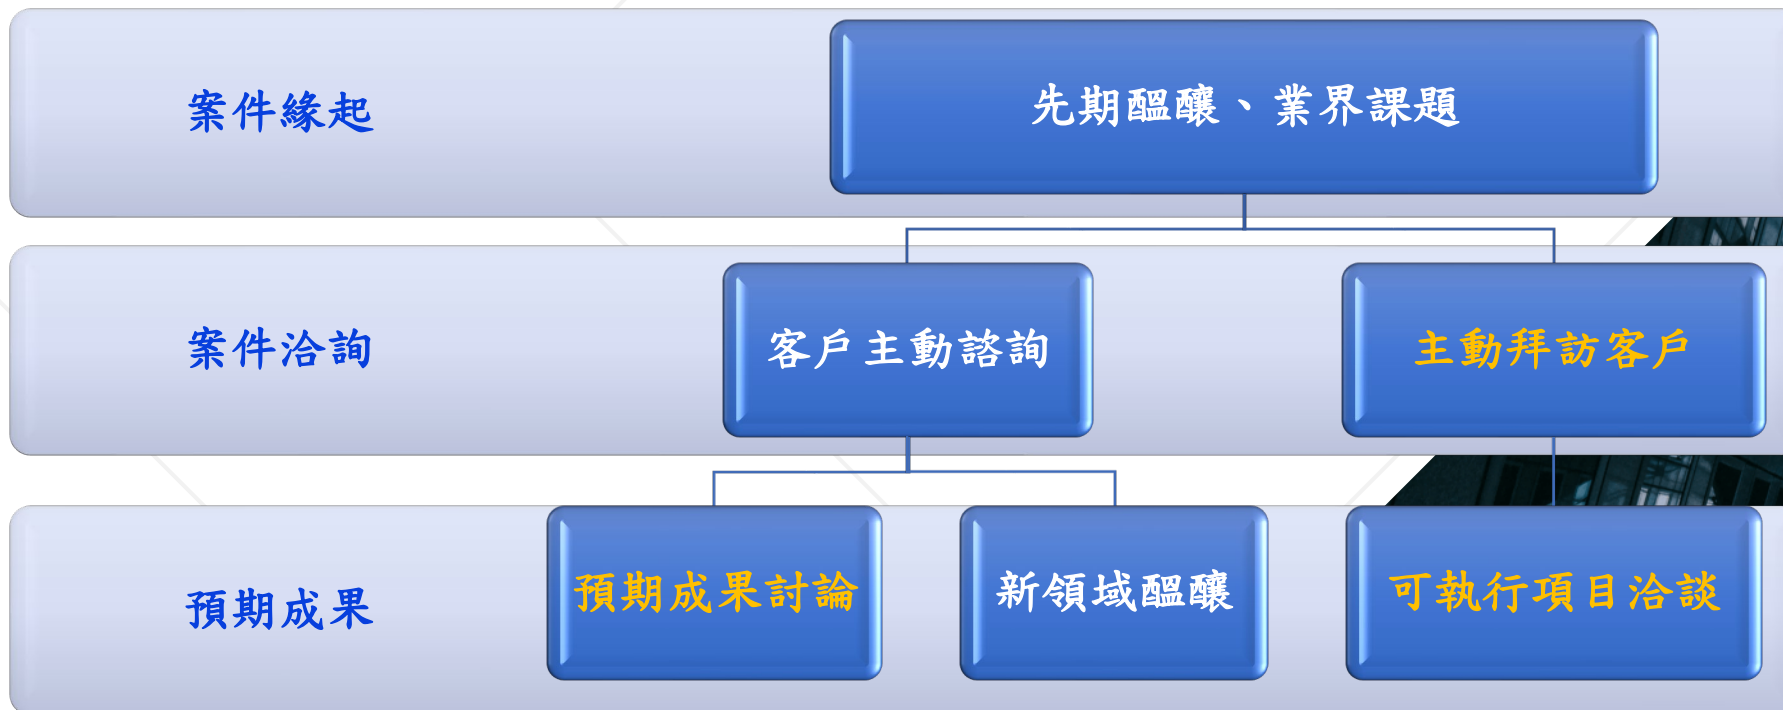 案件緣起
先期醞釀、業界課題
案件洽詢
客戶主動諮詢
主動拜訪客戶
預期成果
預期成果討論
新領域醞釀
可執行項目洽談